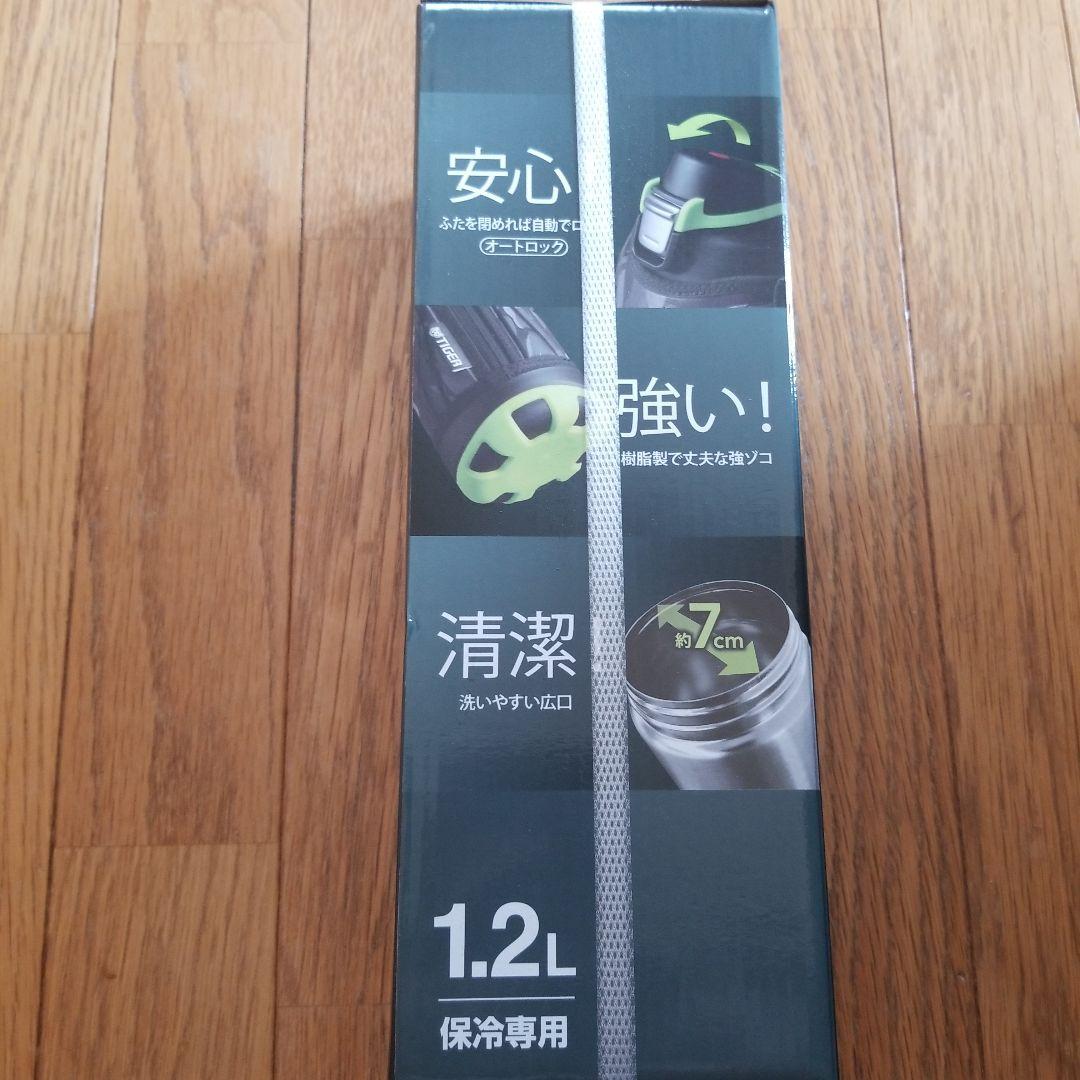 安心
ふたを閉めれば自動でロ
オートロック
TIGER
強い!
樹脂製で丈夫な強ゾコ
清潔
洗いやすい広口
約7cm
1.2L
保冷専用